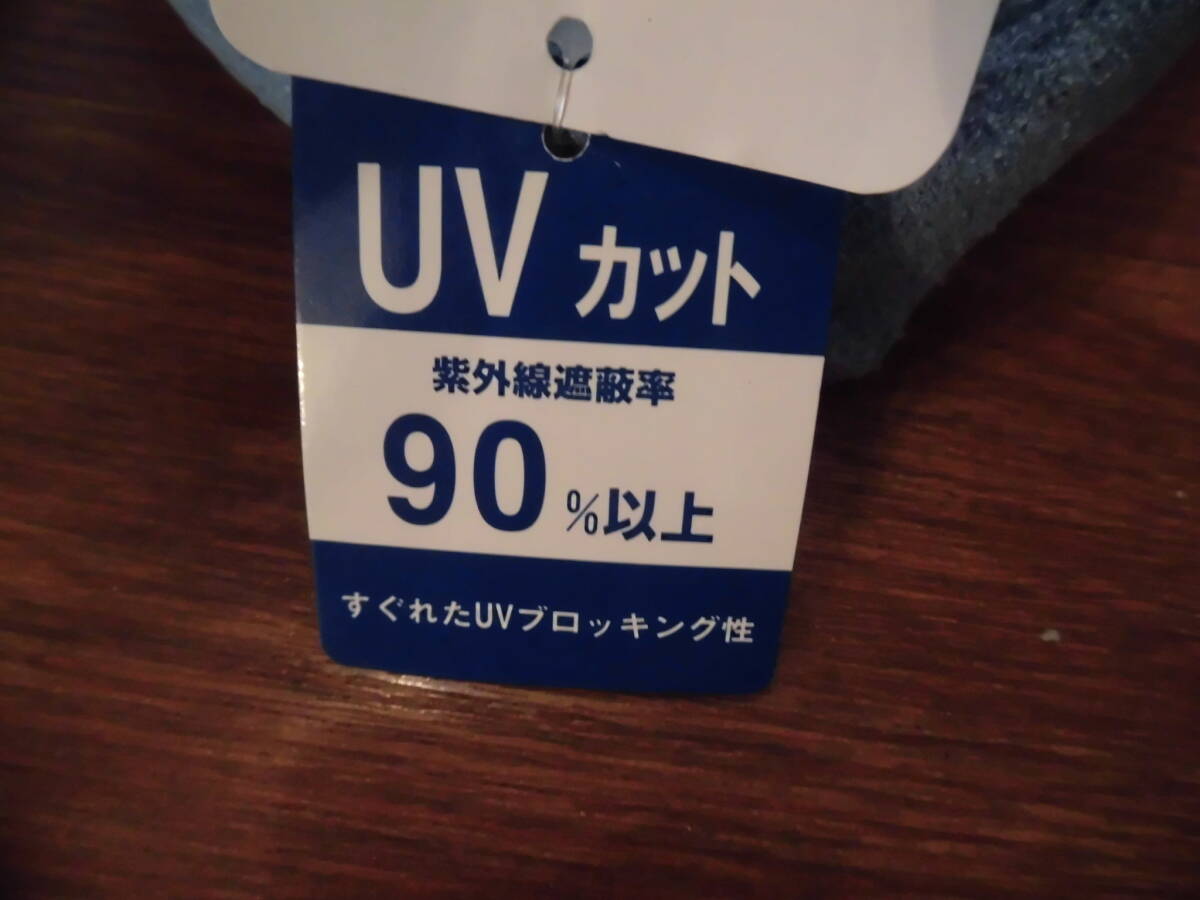 UV カット
紫外線遮蔽率
90%以上
すぐれたUVブロッキング性